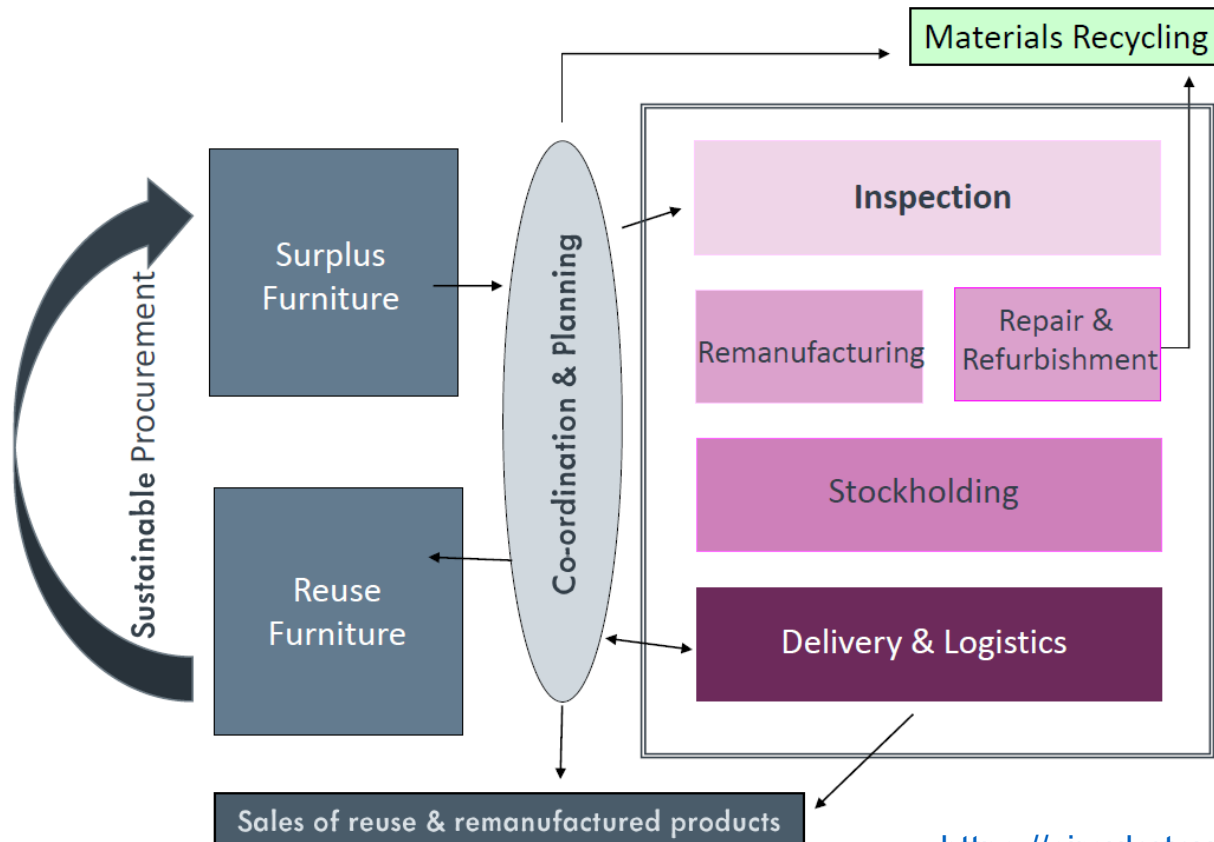 Materials Recycling
Sustainable Procurement
Surplus
Furniture
Reuse
Furniture
Co-ordination & Planning
Inspection
Remanufacturing
Repair &
Refurbishment
Stockholding
Delivery & Logistics
Sales of reuse & remanufactured products